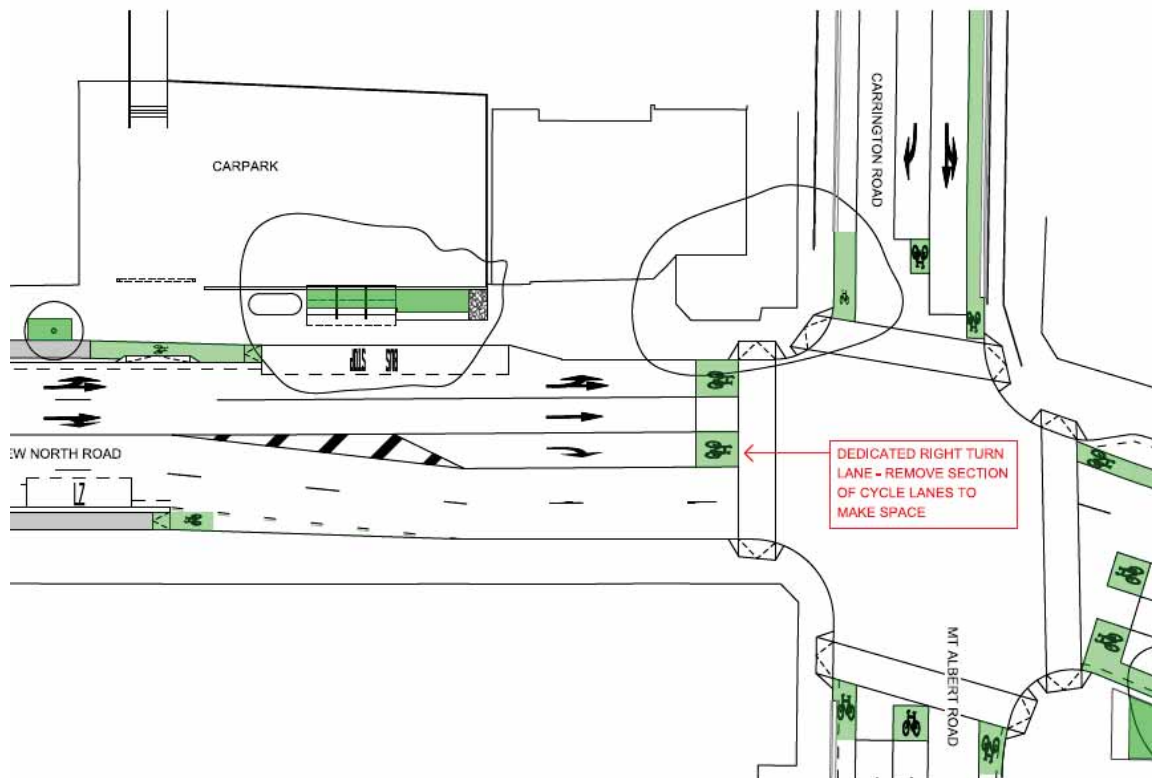 CARPARK
CARRINGTON ROAD
BUS
STOP
EW NORTH ROAD
LZ
DEDICATED RIGHT TURN
LANE - REMOVE SECTION
OF CYCLE LANES TO
MAKE SPACE
MT ALBERT ROAD